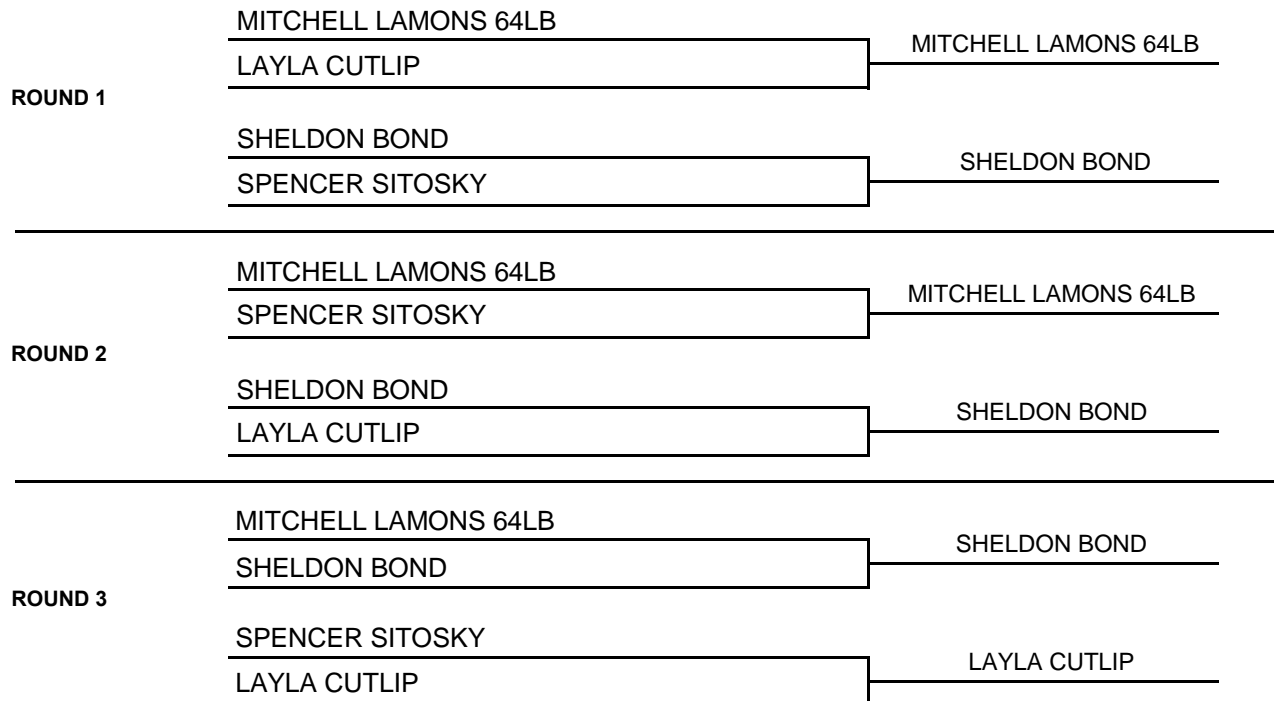 MITCHELL LAMONS 64LB
MITCHELL LAMONS 64LB
LAYLA CUTLIP
ROUND 1
SHELDON BOND
SHELDON BOND
SPENCER SITOSKY
MITCHELL LAMONS 64LB
MITCHELL LAMONS 64LB
SPENCER SITOSKY
ROUND 2
SHELDON BOND
SHELDON BOND
LAYLA CUTLIP
MITCHELL LAMONS 64LB
SHELDON BOND
SHELDON BOND
ROUND 3
SPENCER SITOSKY
LAYLA CUTLIP
LAYLA CUTLIP